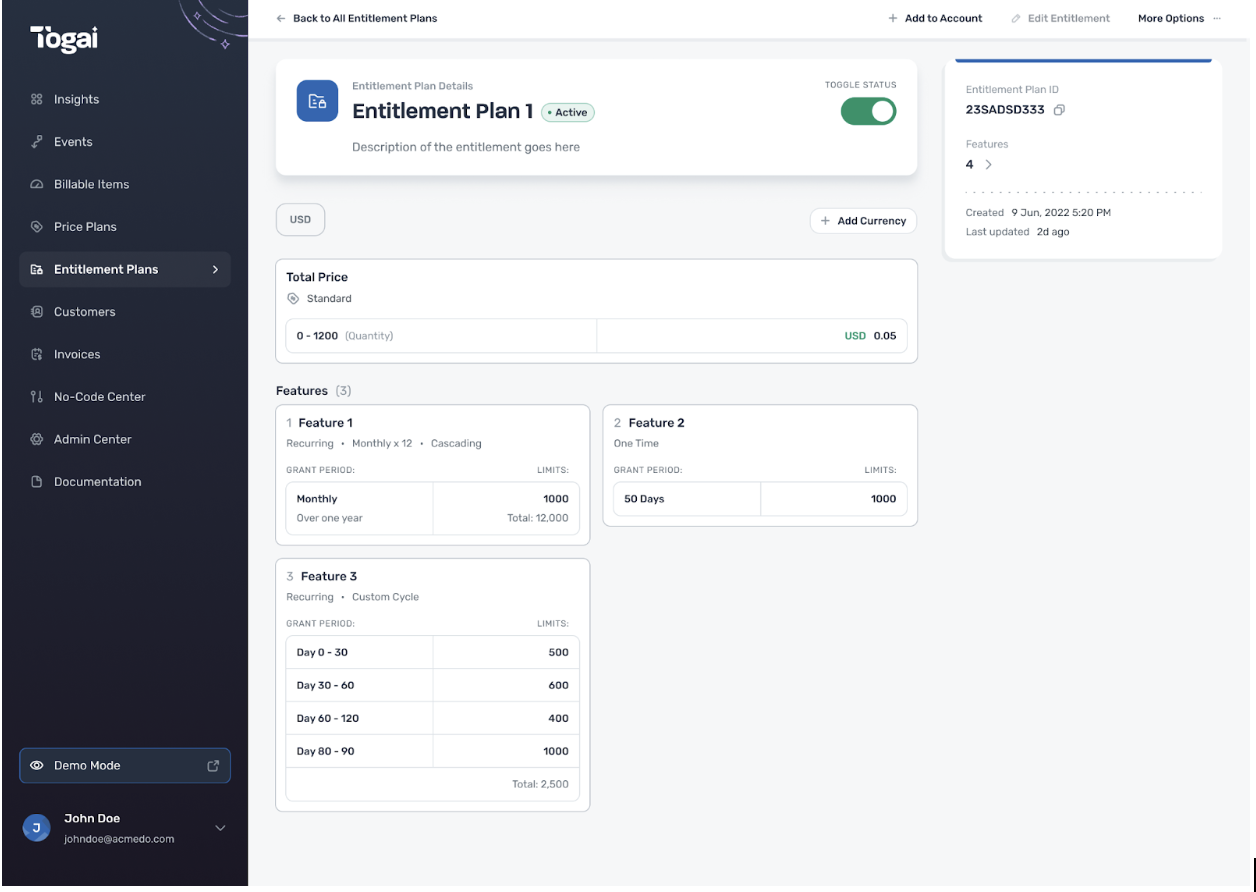 Togai
Insights
Events
Billable Items
Price Plans
Entitlement Plans
Customers
Invoices
No-Code Center
Admin Center
Documentation
Demo Mode
J
John Doe
johndoe@acmedo.com
Back to All Entitlement Plans
Add to Account
Edit Entitlement
More Options
Entitlement Plan Details
Entitlement Plan 1 • Active
TOGGLE STATUS
Description of the entitlement goes here
USD
Add Currency
Total Price
Standard
0 - 1200 (Quantity) USD 0.05
Features (3)
1 Feature 1
Recurring • Monthly x 12 • Cascading
GRANT PERIOD: LIMITS:
Monthly 1000
Over one year Total: 12,000
2 Feature 2
One Time
GRANT PERIOD: LIMITS:
50 Days 1000
3 Feature 3
Recurring • Custom Cycle
GRANT PERIOD: LIMITS:
Day 0 - 30 500
Day 30 - 60 600
Day 60 - 120 400
Day 80 - 90 1000
Total: 2,500
Entitlement Plan ID
23SADSD333
Features
4
Created 9 Jun, 2022 5:20 PM
Last updated 2d ago